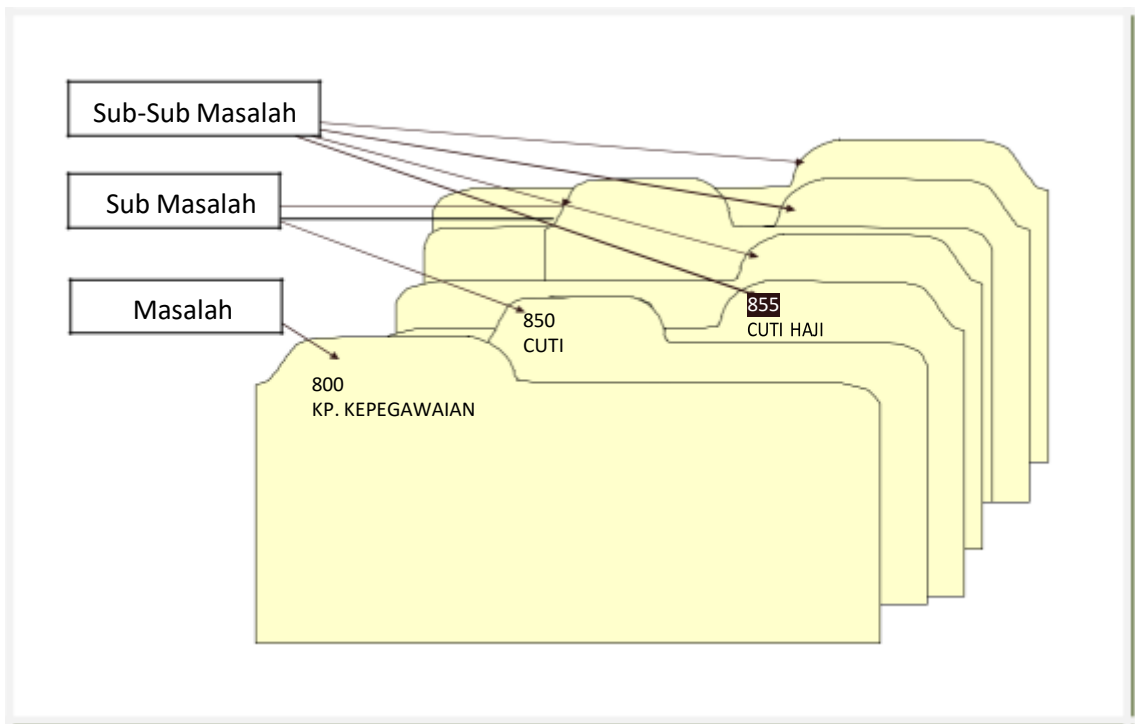 Sub-Sub Masalah
Sub Masalah
Masalah
855
CUTI HAJI
850
CUTI
800
KP. KEPEGAWAIAN